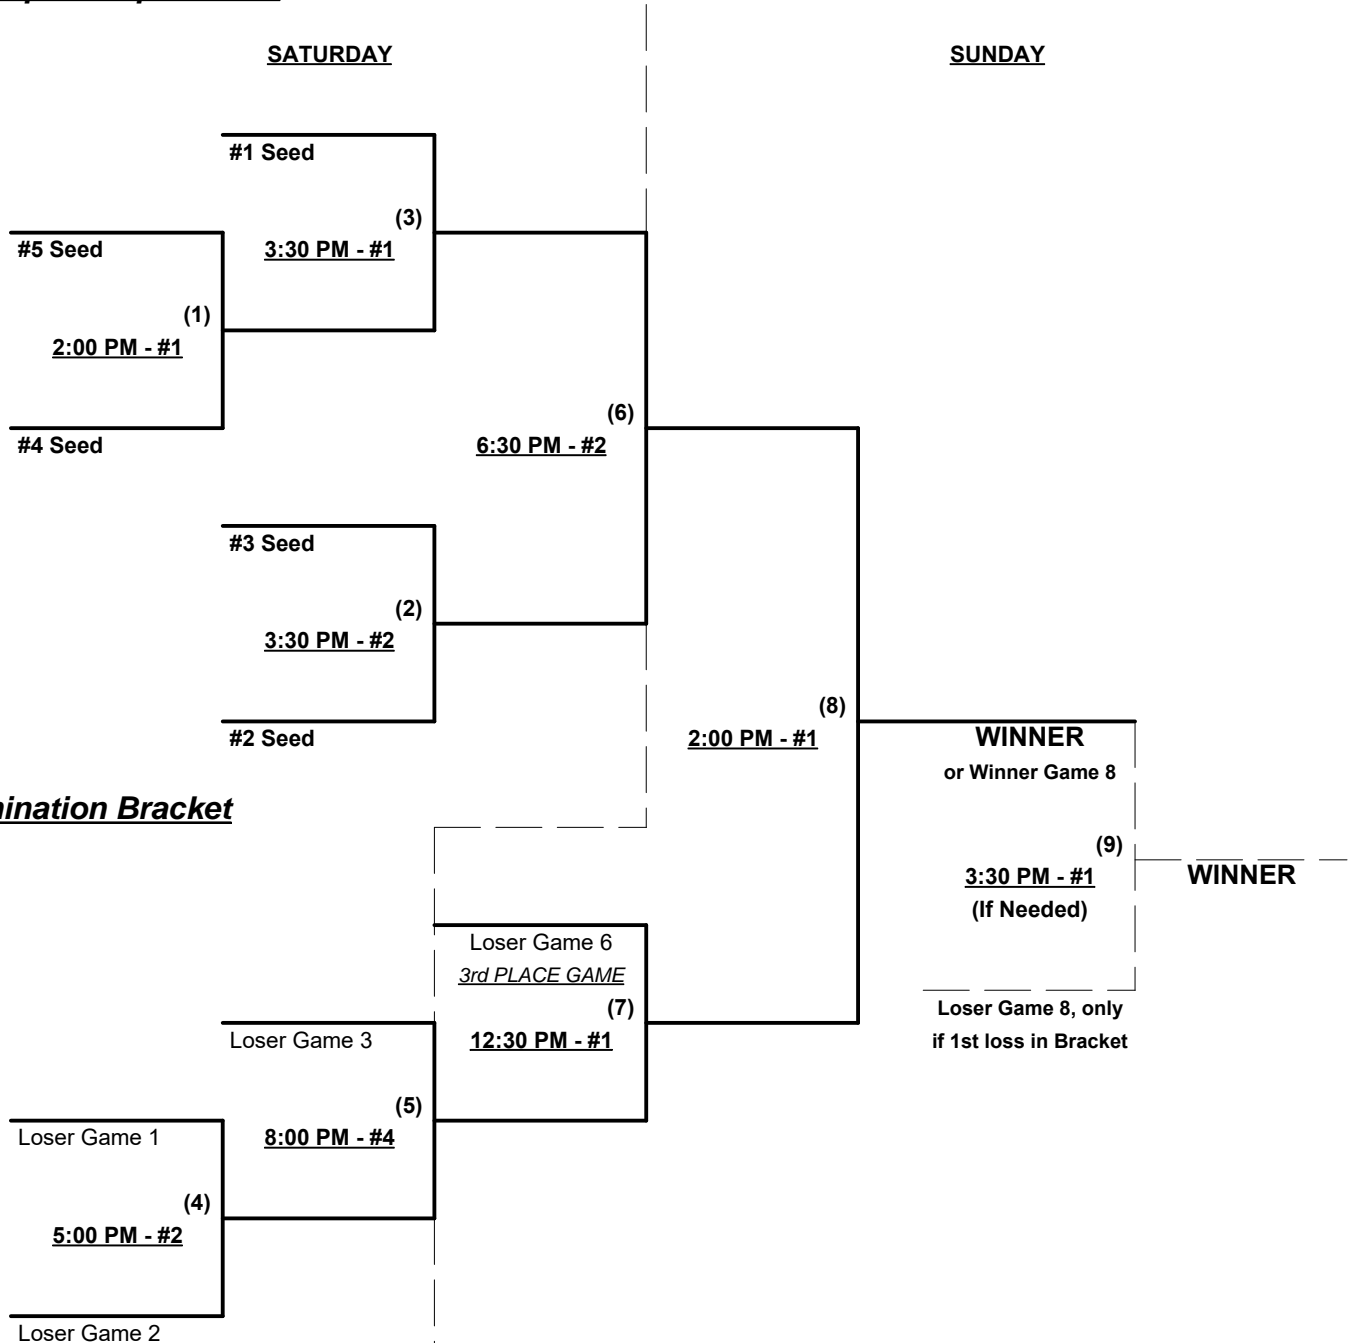 SATURDAY
SUNDAY
#1 Seed
(3)
3:30 PM - #1
#5 Seed
(1)
2:00 PM - #1
#4 Seed
(6)
6:30 PM - #2
#3 Seed
(2)
3:30 PM - #2
#2 Seed
(8)
2:00 PM - #1
WINNER
or Winner Game 8
(9)
3:30 PM - #1
(If Needed)
WINNER
Loser Game 8, only
if 1st loss in Bracket
mination Bracket
Loser Game 6
3rd PLACE GAME
(7)
12:30 PM - #1
Loser Game 3
(5)
8:00 PM - #4
Loser Game 1
(4)
5:00 PM - #2
Loser Game 2